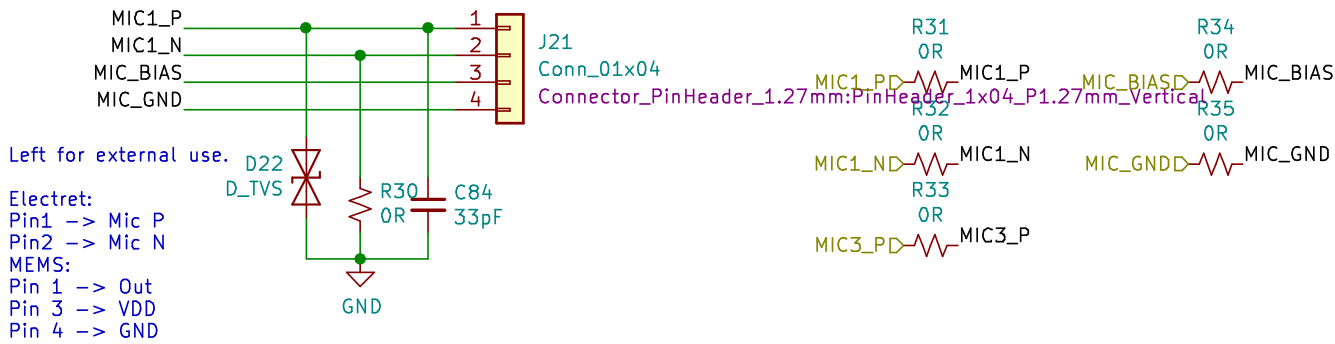 MIC1_P
MIC1_N
MIC_BIAS
MIC_GND
1
2
3
4
J21
Conn_01x04
Connector_PinHeader_1.27mm:PinHeader_1x04_P1.27mm_Vertical
Left for external use.
Electret:
Pin1 -> Mic P
Pin2 -> Mic N
MEMS:
Pin 1 -> Out
Pin 3 -> VDD
Pin 4 -> GND
D22
D_TVS
R30
0R
C84
33pF
GND
R31
0R
MIC1_P
MIC1_P
R32
0R
MIC1_N
MIC1_N
R33
0R
MIC3_P
MIC3_P
R34
0R
MIC_BIAS
MIC_BIAS
R35
0R
MIC_GND
MIC_GND